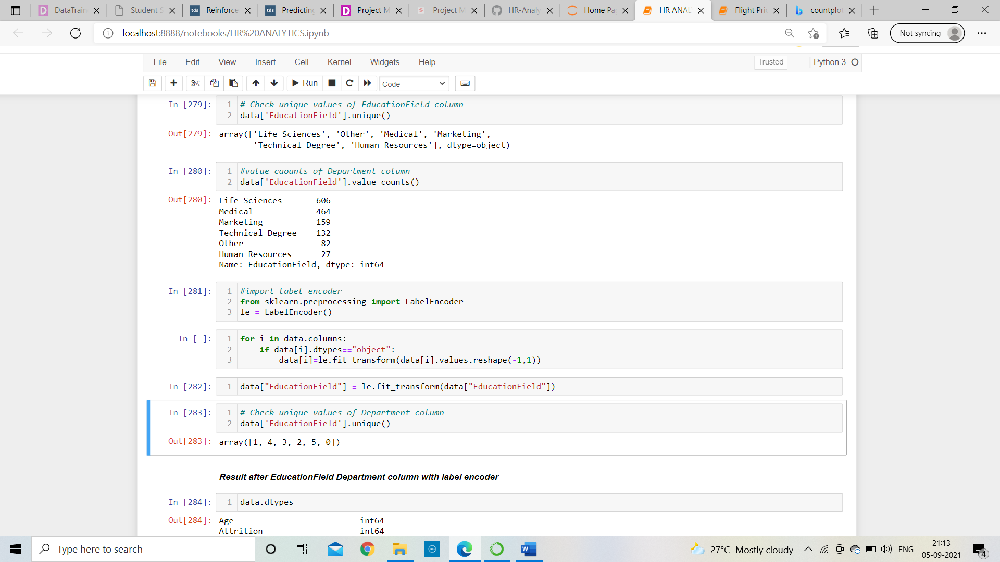 DataTrain
Student S
Reinforce
Predicting
Project M
Project M
HR-Analy
Home Pa
HR ANAL
Flight Pric
countplot
localhost:8888/notebooks/HR%20ANALYTICS.ipynb
Not syncing
File Edit View Insert Cell Kernel Widgets Help
Trusted
Python 3
Run
Code
In [279]:
1 # Check unique values of EducationField column
2 data['EducationField'].unique()
Out[279]: array(['Life Sciences', 'Other', 'Medical', 'Marketing',
'Technical Degree', 'Human Resources'], dtype=object)
In [280]:
1 #value caounts of Department column
2 data['EducationField'].value_counts()
Out[280]: Life Sciences 606
Medical 464
Marketing 159
Technical Degree 132
Other 82
Human Resources 27
Name: EducationField, dtype: int64
In [281]:
1 #import label encoder
2 from sklearn.preprocessing import LabelEncoder
3 le = LabelEncoder()
In [ ]:
1 for i in data.columns:
2 if data[i].dtypes=="object":
3 data[i]=le.fit_transform(data[i].values.reshape(-1,1))
In [282]:
1 data["EducationField"] = le.fit_transform(data["EducationField"])
In [283]:
1 # Check unique values of Department column
2 data['EducationField'].unique()
Out[283]: array([1, 4, 3, 2, 5, 0])
Result after EducationField Department column with label encoder
In [284]:
1 data.dtypes
Out[284]: Age int64
Attrition int64
Type here to search
27°C Mostly cloudy
ENG
21:13
05-09-2021
4